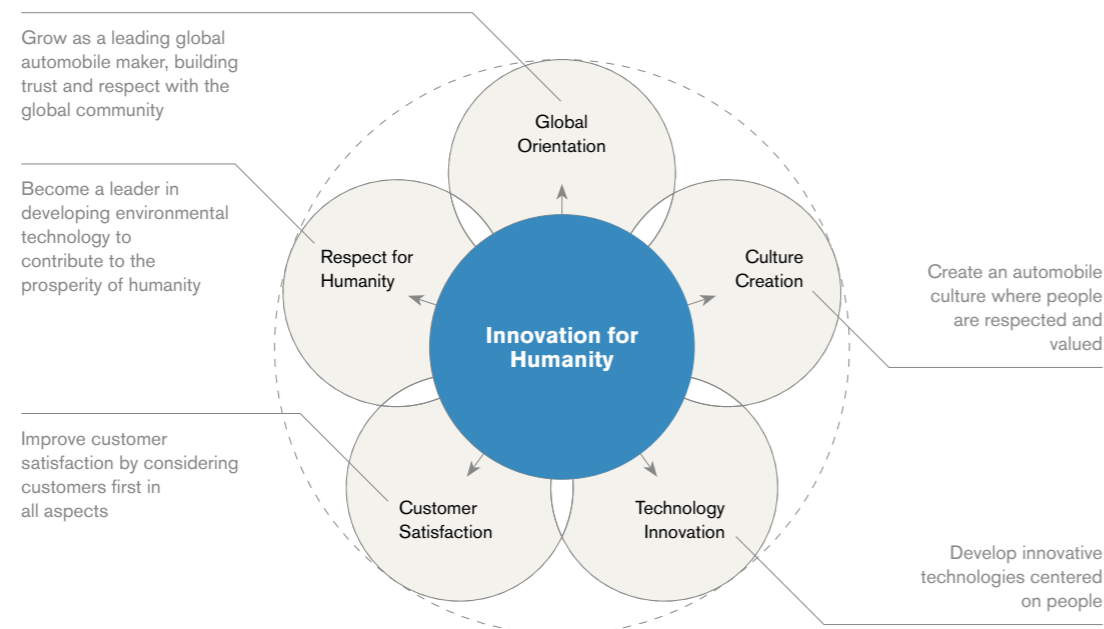 Grow as a leading global
automobile maker, building
trust and respect with the
global community
Global
Orientation
Become a leader in
developing environmental
technology to
contribute to the
prosperity of humanity
Respect for
Humanity
Culture
Creation
Create an automobile
culture where people
are respected and
valued
Innovation for
Humanity
Improve customer
satisfaction by considering
customers first in
all aspects
Customer
Satisfaction
Technology
Innovation
Develop innovative
technologies centered
on people